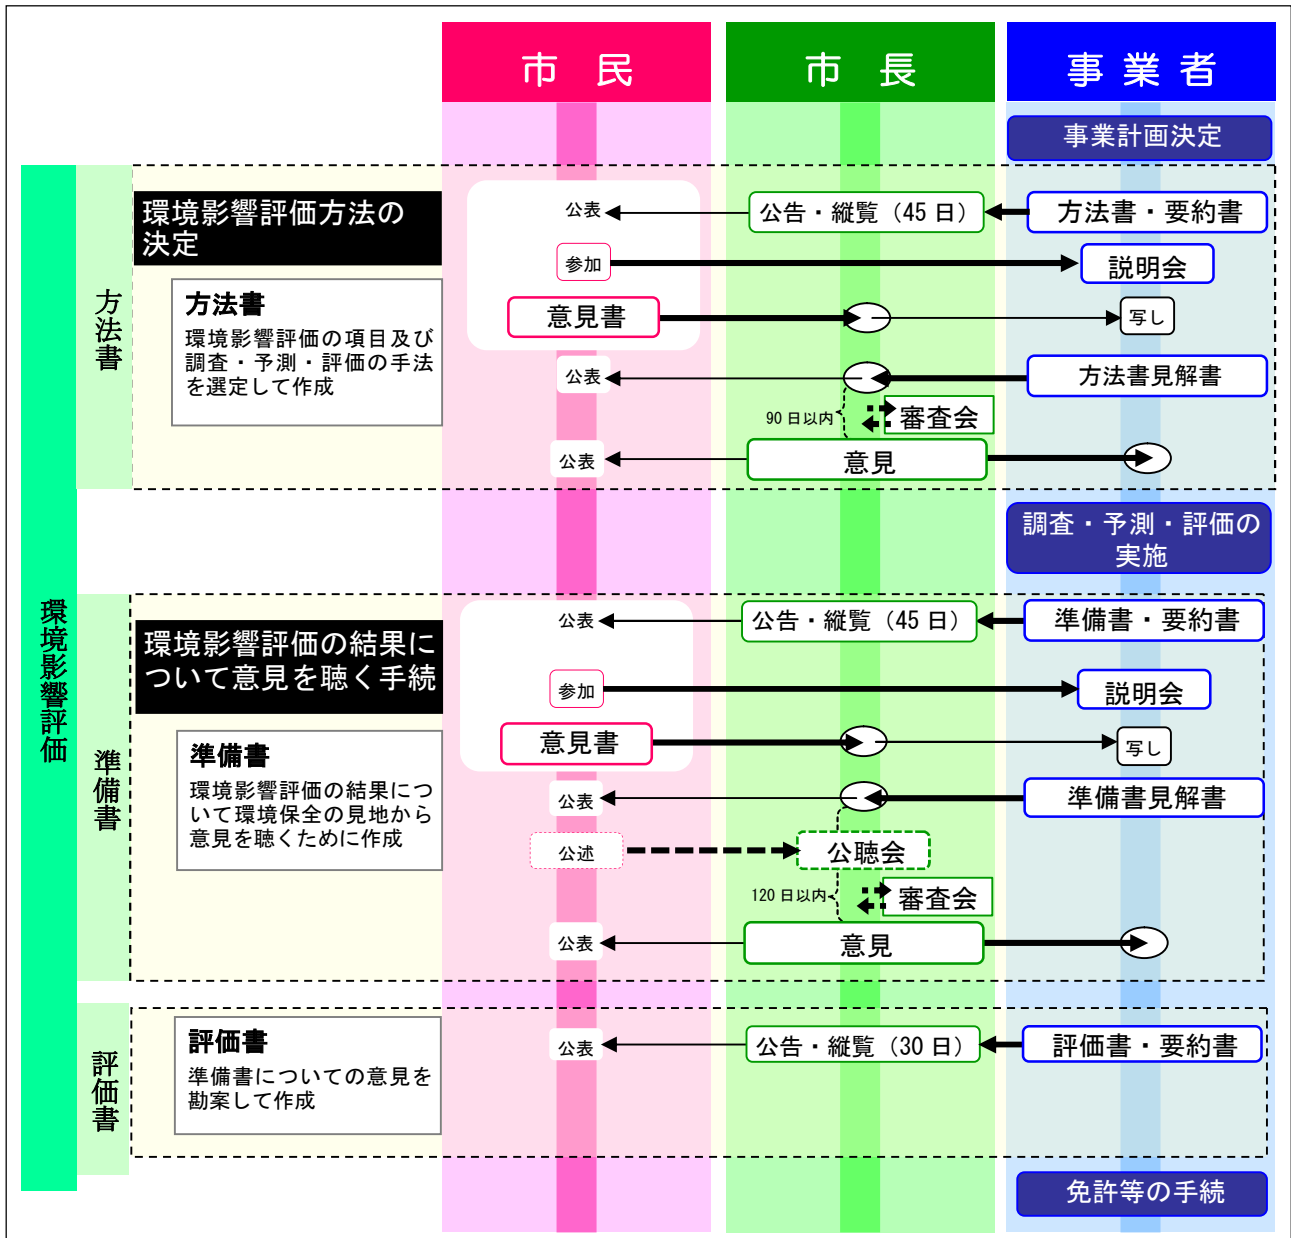 市 民
市 長
事 業 者
事業計画決定
環境影響評価
方法書
環境影響評価方法の
決定
方法書
環境影響評価の項目及び
調査・予測・評価の手法
を選定して作成
公表
公告・縦覧（45 日）
方法書・要約書
参加
説明会
意見書
写し
公表
方法書見解書
90 日以内
審査会
公表
意見
調査・予測・評価の
実施
準備書
環境影響評価の結果に
ついて意見を聴く手続
準備書
環境影響評価の結果につ
いて環境保全の見地から
意見を聴くために作成
公表
公告・縦覧（45 日）
準備書・要約書
参加
説明会
意見書
写し
公表
準備書見解書
公述
公聴会
120 日以内
審査会
公表
意見
評価書
評価書
準備書についての意見を
勘案して作成
公表
公告・縦覧（30 日）
評価書・要約書
免許等の手続